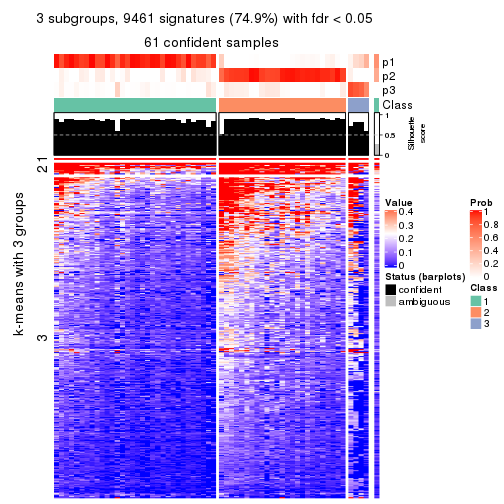 3 subgroups, 9461 signatures (74.9%) with fdr < 0.05
61 confident samples
p1
p2
p3
Class
1
0.5
0
Silhouette
score
k-means with 3 groups
2
1
3
Value
0.4
0.3
0.2
0.1
0
Status (barplots)
confident
ambiguous
Prob
1
0.8
0.6
0.4
0.2
0
Class
1
2
3